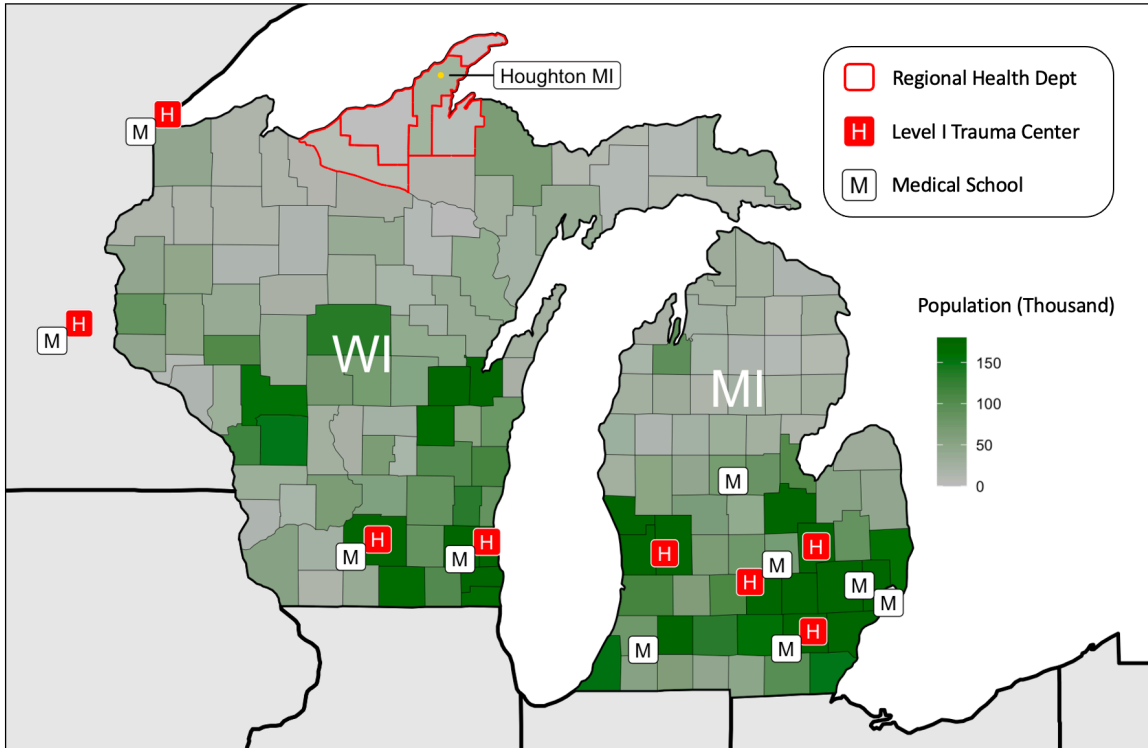 Houghton MI
Regional Health Dept
H
Level I Trauma Center
M
Medical School
H
M
H
M
WI
MI
Population (Thousand)
150
100
50
0
M
H
M
H
M
H
H
M
H
M
M
H
M
M